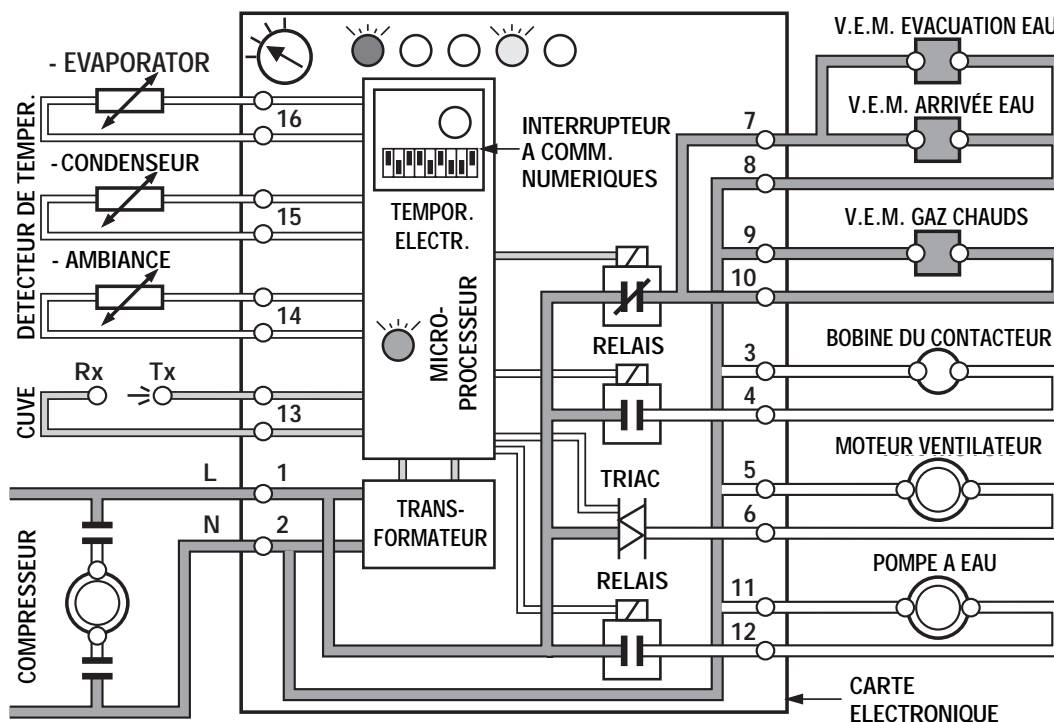 V.E.M. EVACUATION EAU
- EVAPORATOR
16
DETECTEUR DE TEMPER.
- CONDENSEUR
15
- AMBIANCE
14
CUVE
Rx
Tx
13
L
1
N
2
COMPRESSEUR
INTERRUPTEUR
A COMM.
NUMERIQUES
TEMPOR.
ELECTR.
MICRO-
PROCESSEUR
TRANS-
FORMATEUR
RELAIS
TRIAC
RELAIS
7
V.E.M. ARRIVÉE EAU
8
9
V.E.M. GAZ CHAUDS
10
3
BOBINE DU CONTACTEUR
4
5
MOTEUR VENTILATEUR
6
11
POMPE A EAU
12
CARTE
ELECTRONIQUE